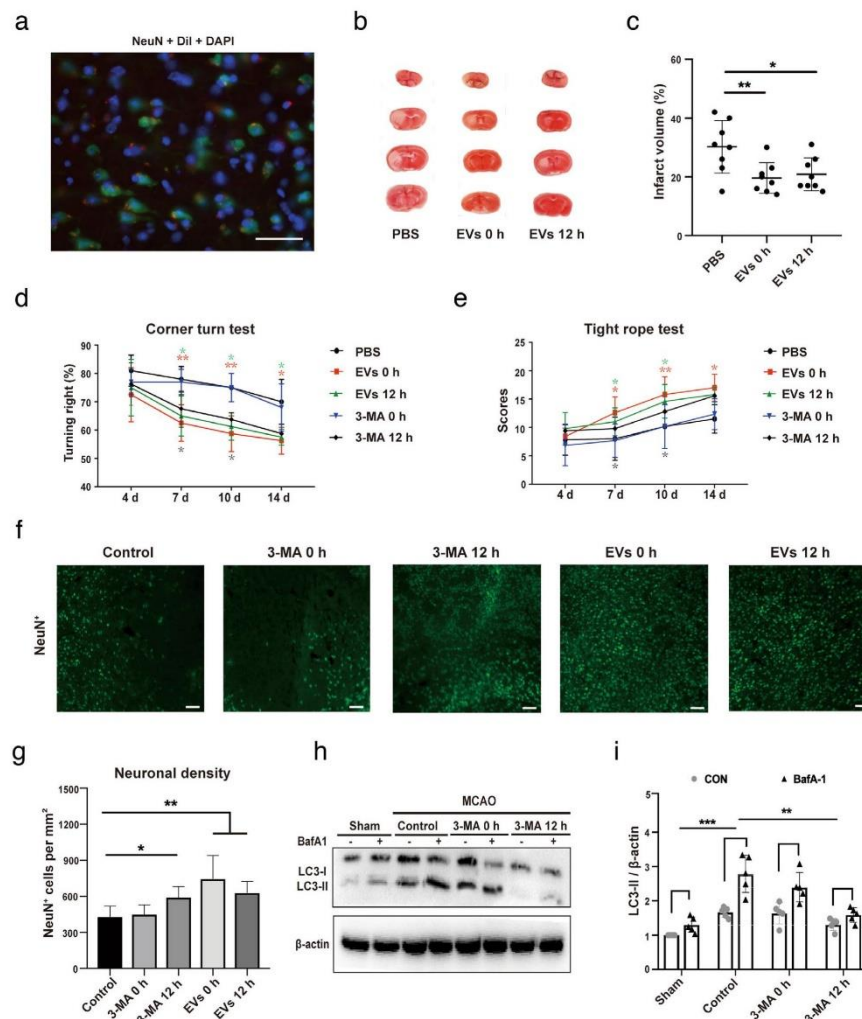 a
NeuN + Dil + DAPI
b
PBS EVs 0 h EVs 12 h
c
Infarct volume (%)
60
40
20
0
**
*
PBS
EVs 0 h
EVs 12 h
d
Corner turn test
Turning right (%)
90
80
70
60
50
40
* * *
** ** *
* *
4 d 7 d 10 d 14 d
PBS
EVs 0 h
EVs 12 h
3-MA 0 h
3-MA 12 h
e
Tight rope test
Scores
25
20
15
10
5
0
* *
* ** *
* *
4 d 7 d 10 d 14 d
PBS
EVs 0 h
EVs 12 h
3-MA 0 h
3-MA 12 h
f
Control 3-MA 0 h 3-MA 12 h EVs 0 h EVs 12 h
NeuN⁺
g
Neuronal density
NeuN⁺ cells per mm²
1500
1200
900
600
300
0
**
*
Control
3-MA 0 h
3-MA 12 h
EVs 0 h
EVs 12 h
h
MCAO
Sham Control 3-MA 0 h 3-MA 12 h
BafA1 - + - + - + - +
LC3-I
LC3-II
β-actin
i
CON BafA-1
LC3-II / β-actin
5
4
3
2
1
0
*** **
Sham
Control
3-MA 0 h
3-MA 12 h